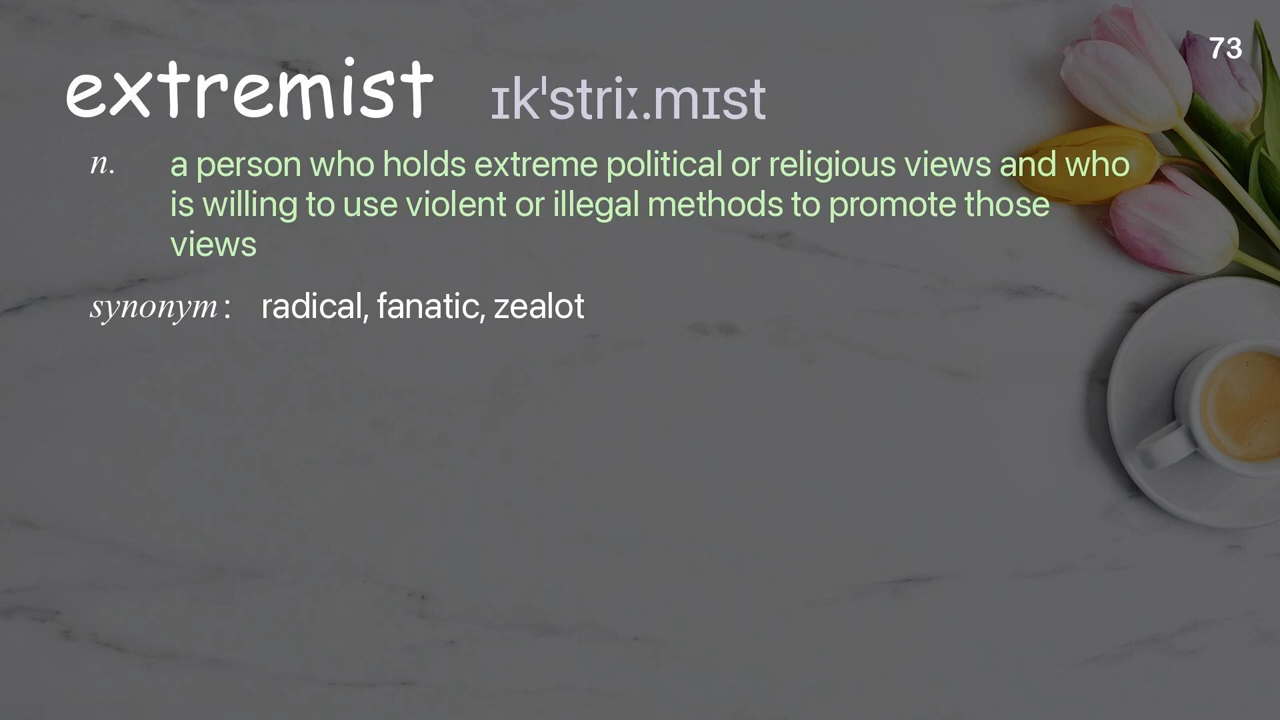 73
extremist ɪkˈstriː.mɪst
n. a person who holds extreme political or religious views and who
is willing to use violent or illegal methods to promote those
views
synonym: radical, fanatic, zealot